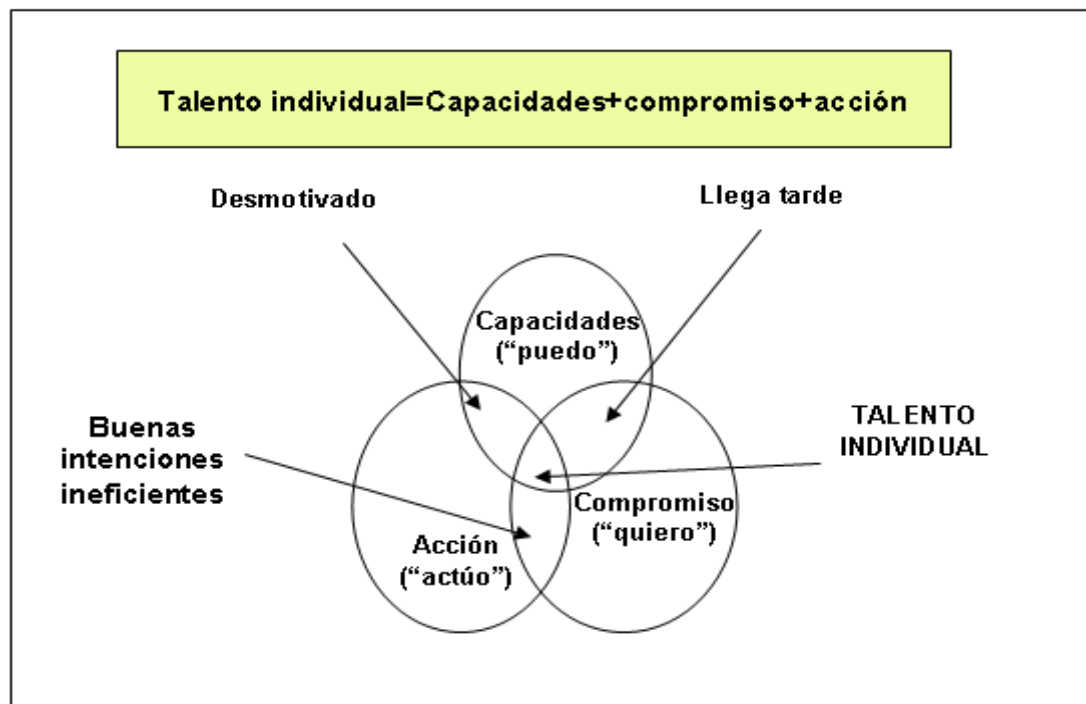 Talento individual=Capacidades+compromiso+acción
Desmotivado
Llega tarde
Capacidades
(“puedo”)
Buenas
intenciones
ineficientes
TALENTO
INDIVIDUAL
Compromiso
(“quiero”)
Acción
(“actúo”)